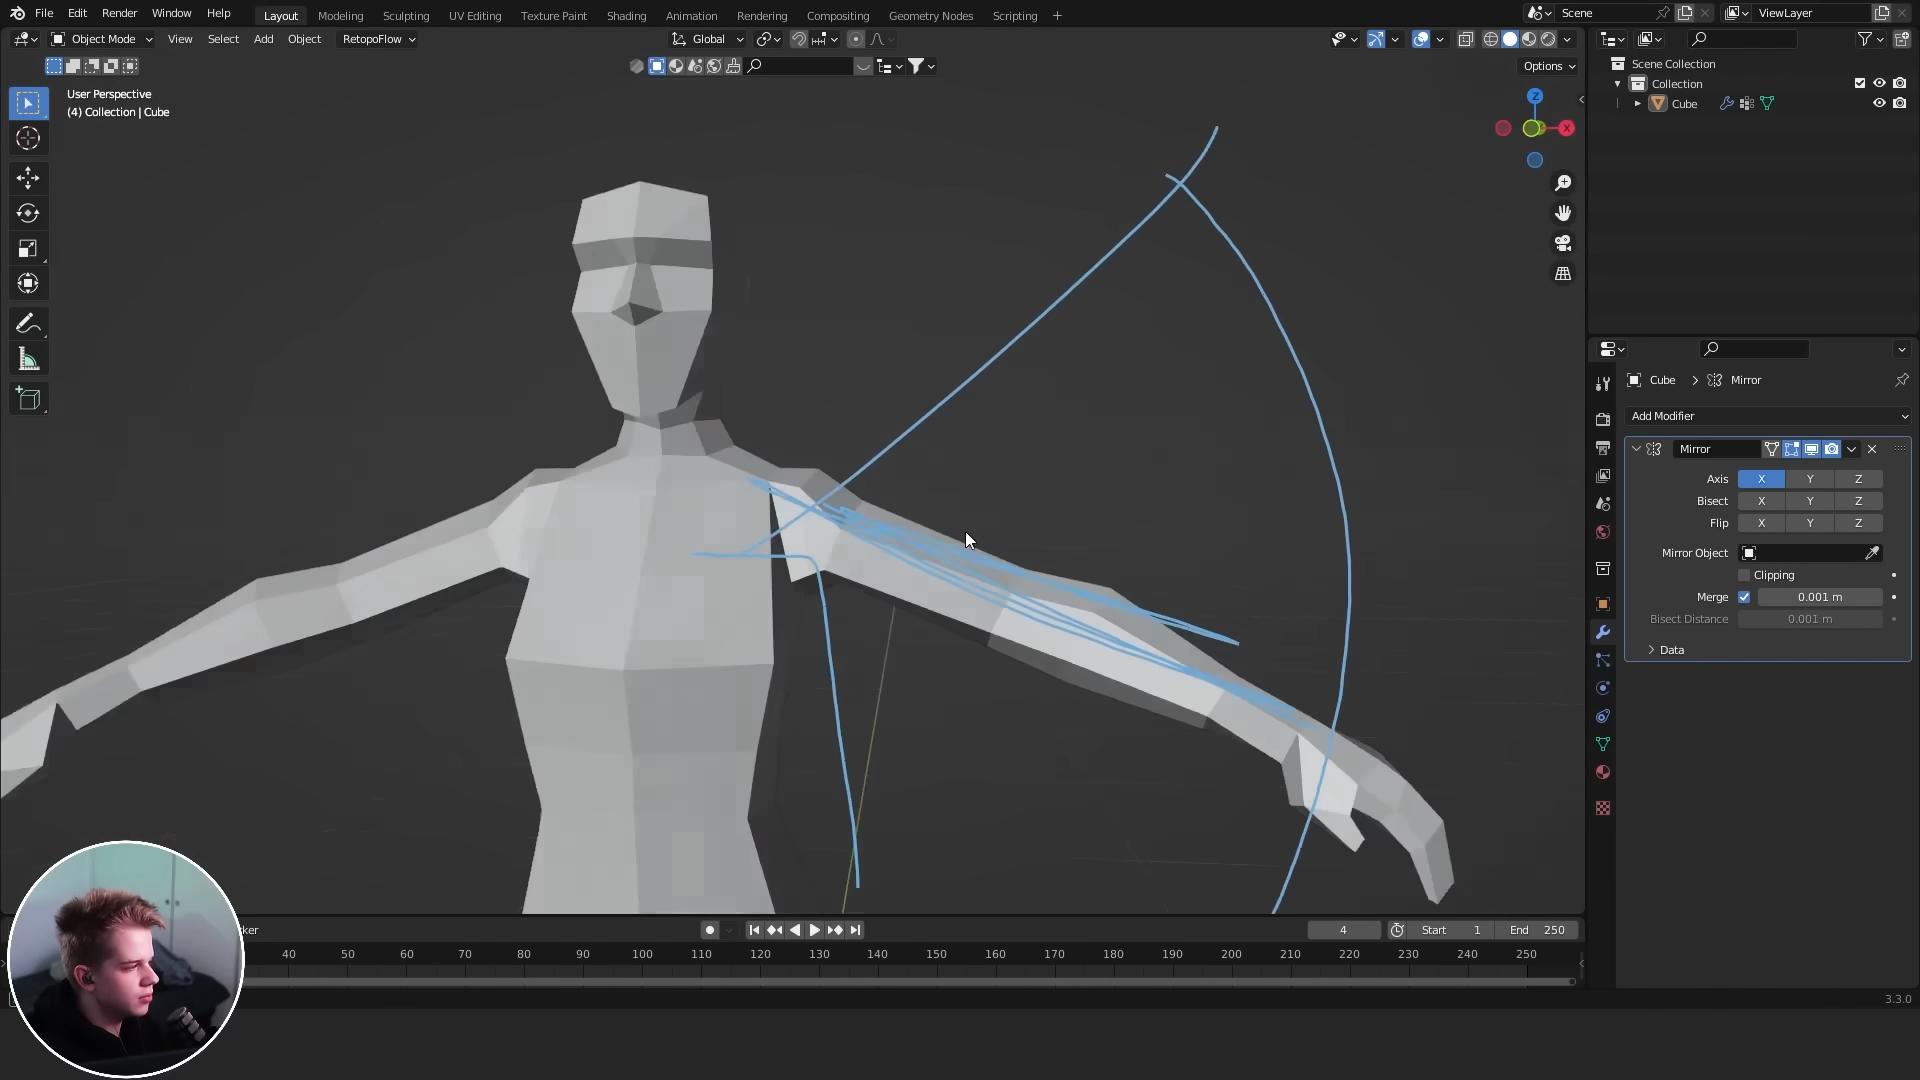 File Edit Render Window Help Layout Modeling Sculpting UV Editing Texture Paint Shading Animation Rendering Compositing Geometry Nodes Scripting + Scene ViewLayer
Object Mode View Select Add Object RetopoFlow Global
Options
User Perspective
(4) Collection | Cube
Z
X
Scene Collection
Collection
Cube
Cube > Mirror
Add Modifier
Mirror
Axis X Y Z
Bisect X Y Z
Flip X Y Z
Mirror Object
Clipping
Merge 0.001 m
Bisect Distance 0.001 m
Data
ker 4 Start 1 End 250
40 50 60 70 80 90 100 110 120 130 140 150 160 170 180 190 200 210 220 230 240 250
3.3.0